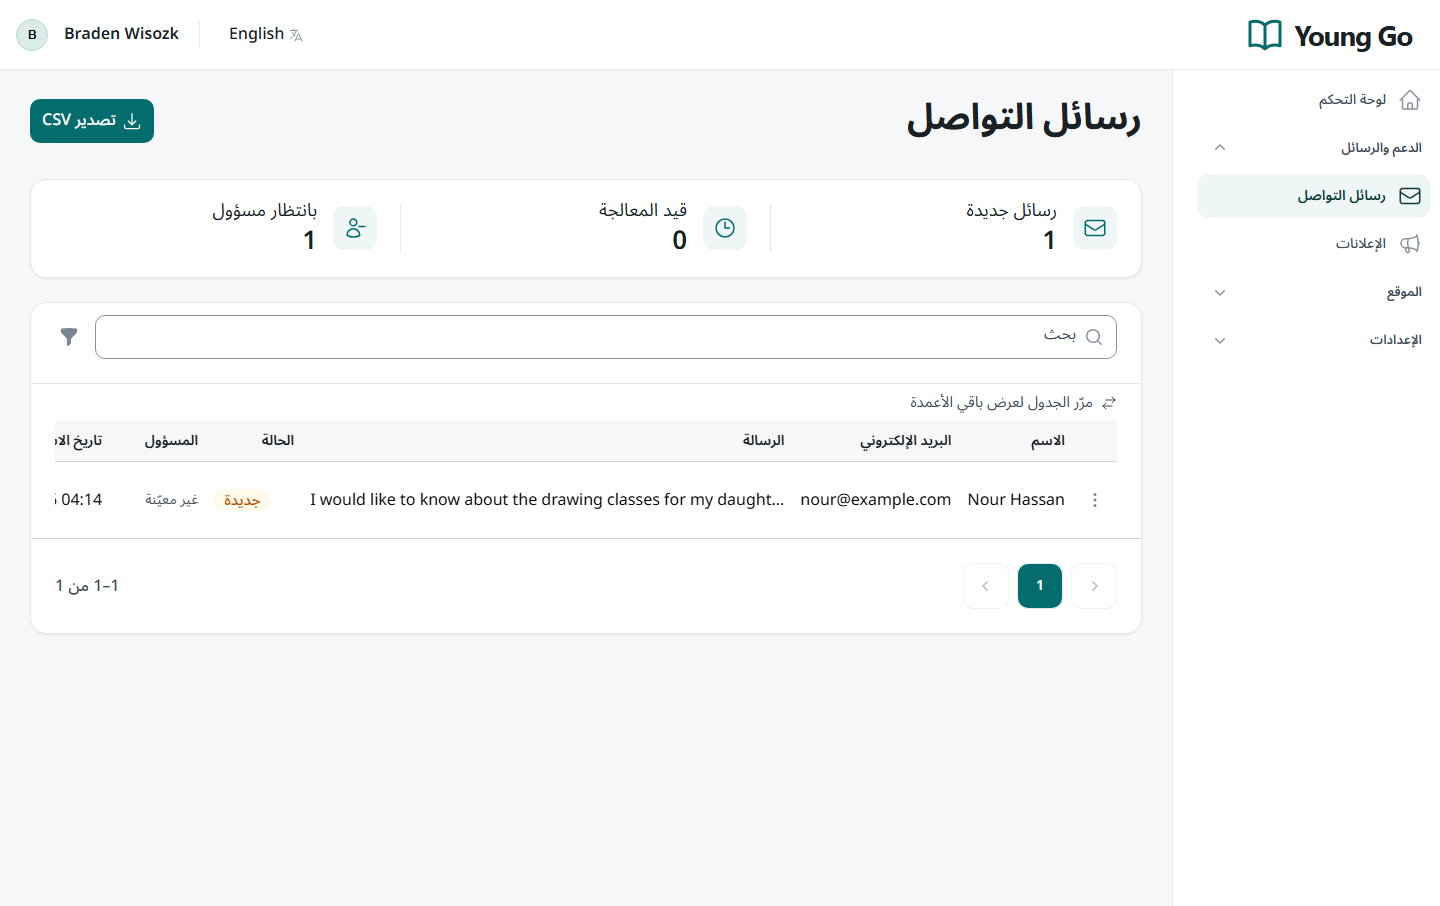 Young Go
English
Braden Wisozk
B
لوحة التحكم
الدعم والرسائل
رسائل التواصل
الإعلانات
الموقع
الإعدادات
رسائل التواصل
تصدير CSV
رسائل جديدة
1
قيد المعالجة
0
بانتظار مسؤول
1
بحث
مرّر الجدول لعرض باقي الأعمدة
الاسم البريد الإلكتروني الرسالة الحالة المسؤول تاريخ
Nour Hassan nour@example.com I would like to know about the drawing classes for my daught... جديدة غير معيّنة 04:14
1
1–1 من 1